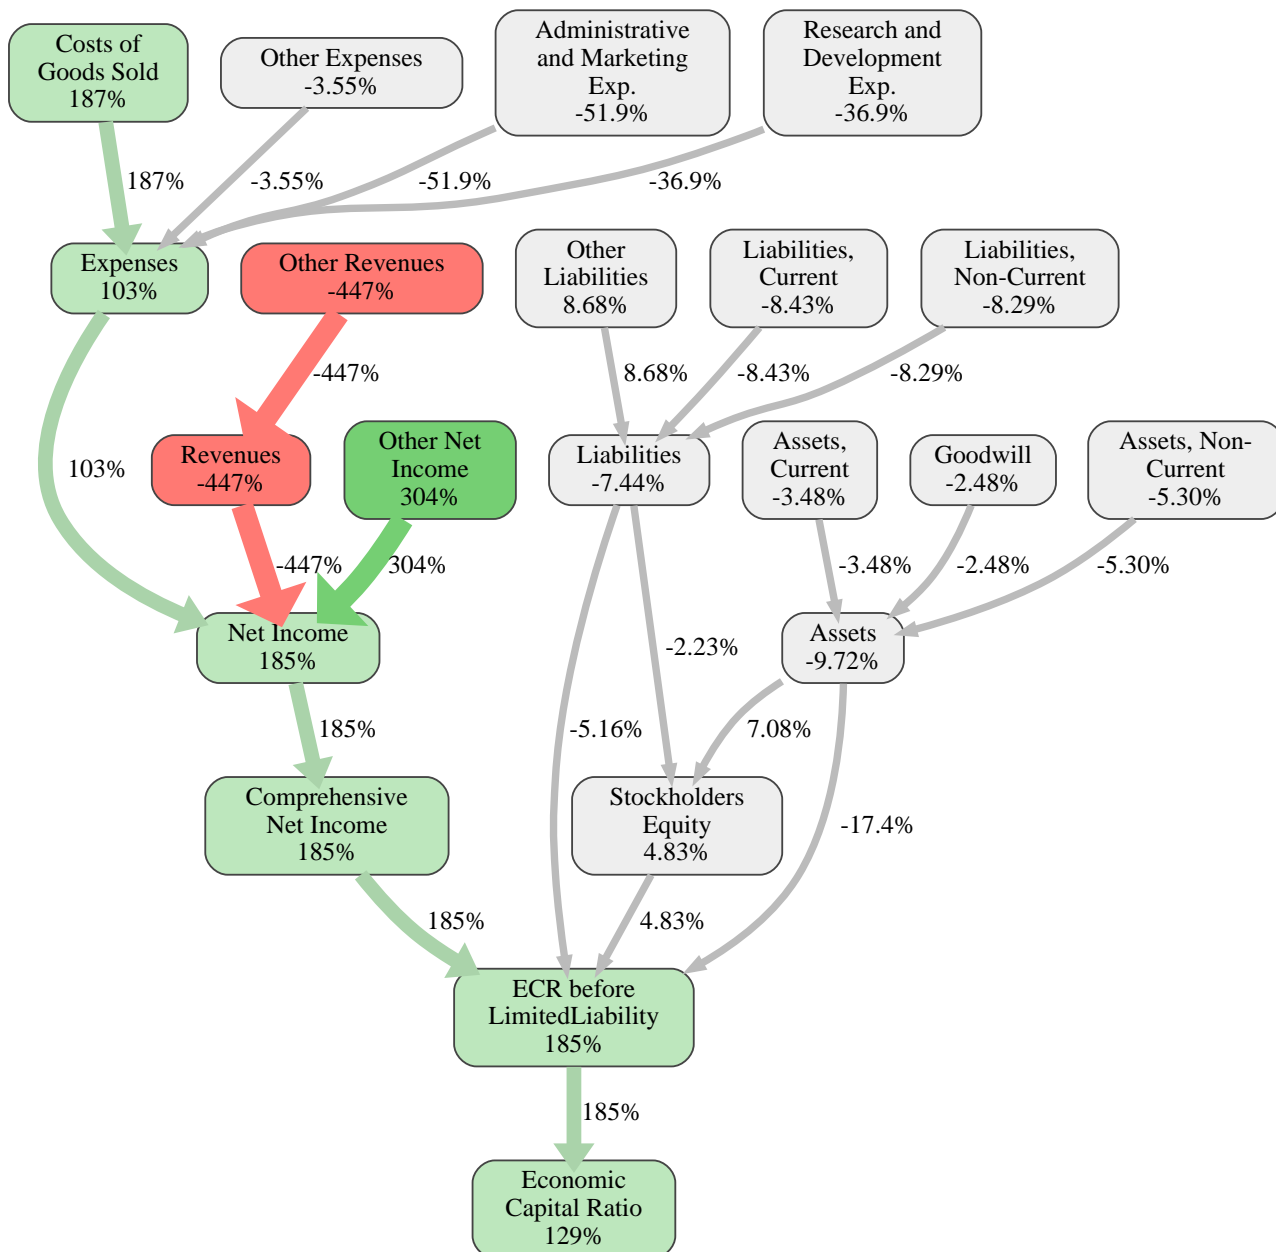 Costs of
Goods Sold
187%
Other Expenses
-3.55%
Administrative
and Marketing
Exp.
-51.9%
Research and
Development
Exp.
-36.9%
187%
-3.55%
-51.9%
-36.9%
Expenses
103%
Other Revenues
-447%
Other
Liabilities
8.68%
Liabilities,
Current
-8.43%
Liabilities,
Non-Current
-8.29%
-447%
8.68%
-8.43%
-8.29%
103%
Revenues
-447%
Other Net
Income
304%
Liabilities
-7.44%
Assets,
Current
-3.48%
Goodwill
-2.48%
Assets, Non-
Current
-5.30%
-447%
304%
-3.48%
-2.48%
-5.30%
Net Income
185%
-2.23%
Assets
-9.72%
185%
-5.16%
7.08%
Comprehensive
Net Income
185%
Stockholders
Equity
4.83%
-17.4%
185%
4.83%
ECR before
LimitedLiability
185%
185%
Economic
Capital Ratio
129%